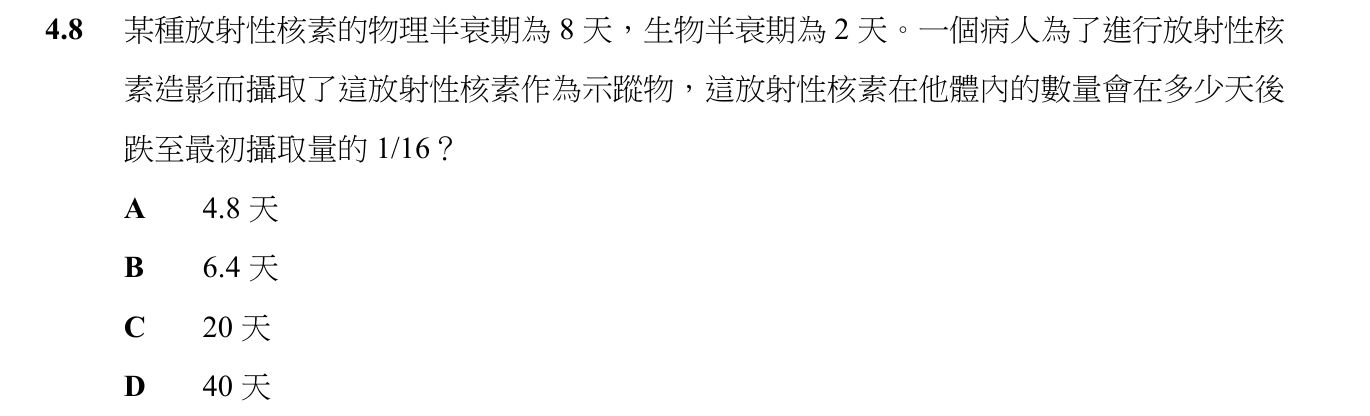 4.8 某種放射性核素的物理半衰期為 8 天，生物半衰期為 2 天。一個病人為了進行放射性核
素造影而攝取了這放射性核素作為示蹤物，這放射性核素在他體內的數量會在多少天後
跌至最初攝取量的 1/16？
A 4.8 天
B 6.4 天
C 20 天
D 40 天